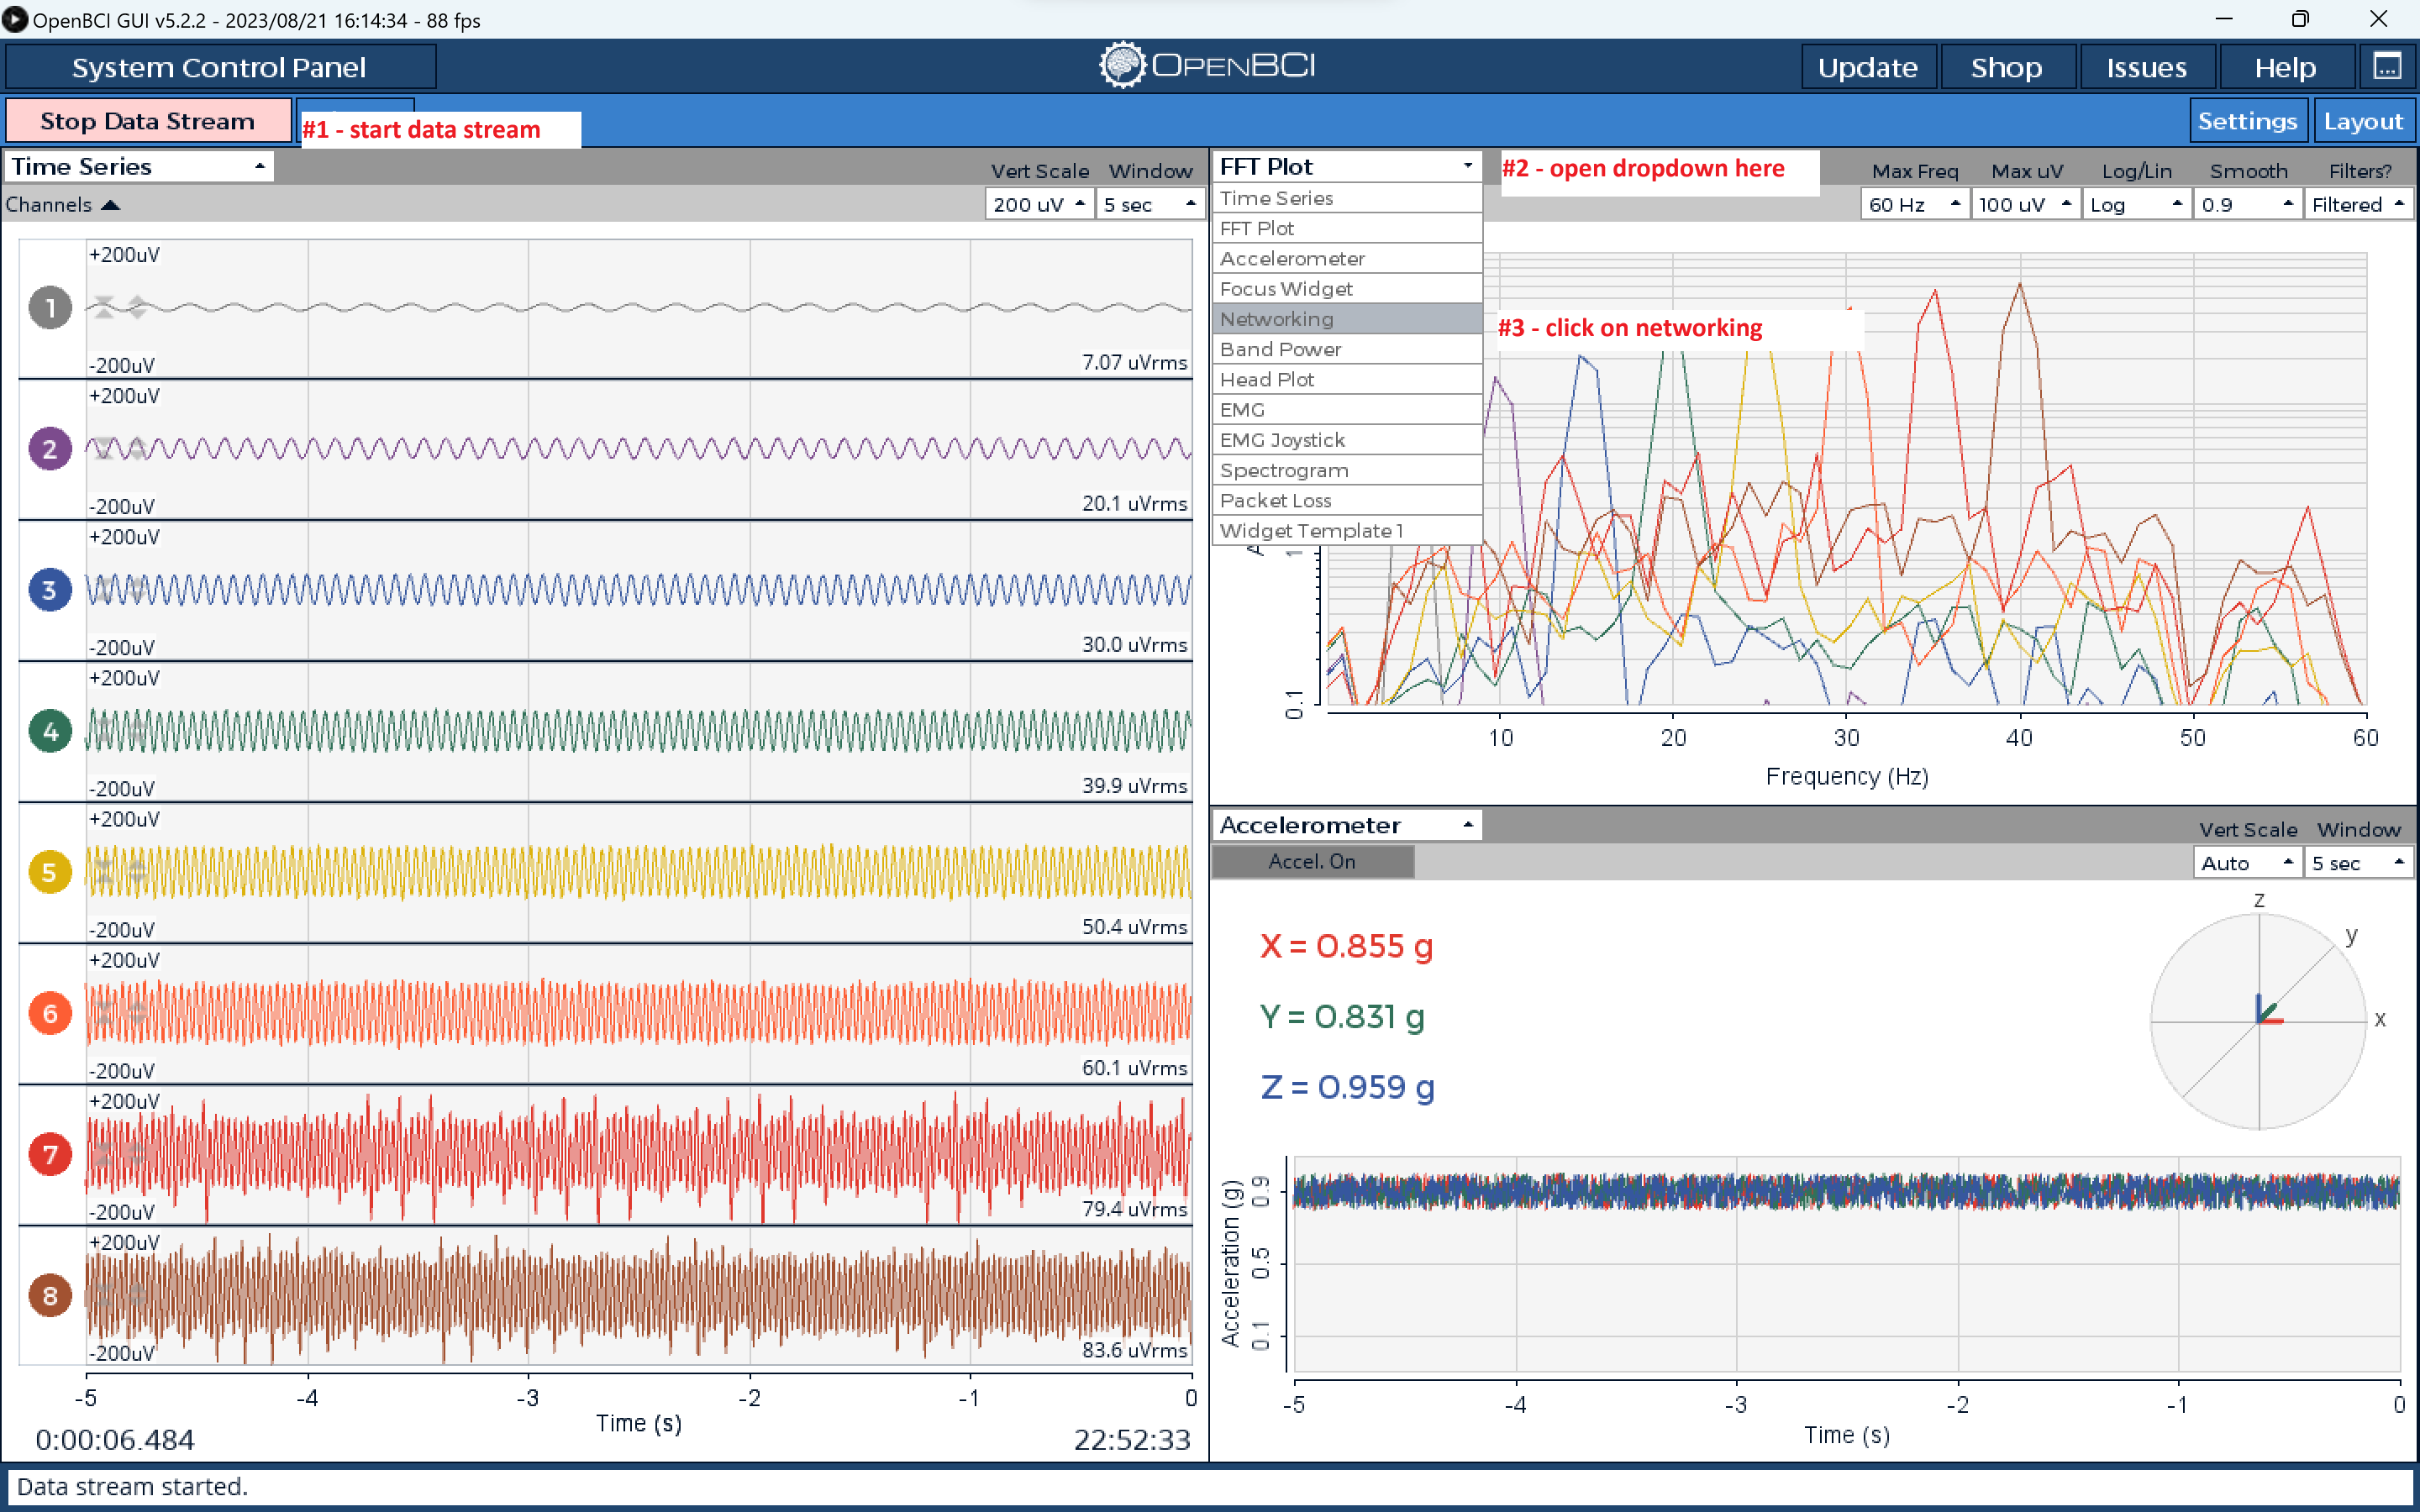 OpenBCI GUI v5.2.2 - 2023/08/21 16:14:34 - 88 fps
System Control Panel
OPENBCI
Update
Shop
Issues
Help
Stop Data Stream
#1 - start data stream
Settings
Layout
Time Series
Vert Scale
Window
Channels
200 uV
5 sec
+200uV
1
-200uV
7.07 uVrms
+200uV
2
-200uV
20.1 uVrms
+200uV
3
-200uV
30.0 uVrms
+200uV
4
-200uV
39.9 uVrms
+200uV
5
-200uV
50.4 uVrms
+200uV
6
-200uV
60.1 uVrms
+200uV
7
-200uV
79.4 uVrms
+200uV
8
-200uV
83.6 uVrms
-5 -4 -3 -2 -1 0
Time (s)
0:00:06.484
22:52:33
FFT Plot
#2 - open dropdown here
Max Freq
Max uV
Log/Lin
Smooth
Filters?
60 Hz
100 uV
Log
0.9
Filtered
Time Series
FFT Plot
Accelerometer
Focus Widget
Networking
#3 - click on networking
Band Power
Head Plot
EMG
EMG Joystick
Spectrogram
Packet Loss
Widget Template 1
0.1
10 20 30 40 50 60
Frequency (Hz)
Accelerometer
Vert Scale
Window
Accel. On
Auto
5 sec
X = 0.855 g
Y = 0.831 g
Z = 0.959 g
z
y
x
Acceleration (g)
0.9
0.5
0.1
-5 -4 -3 -2 -1 0
Time (s)
Data stream started.